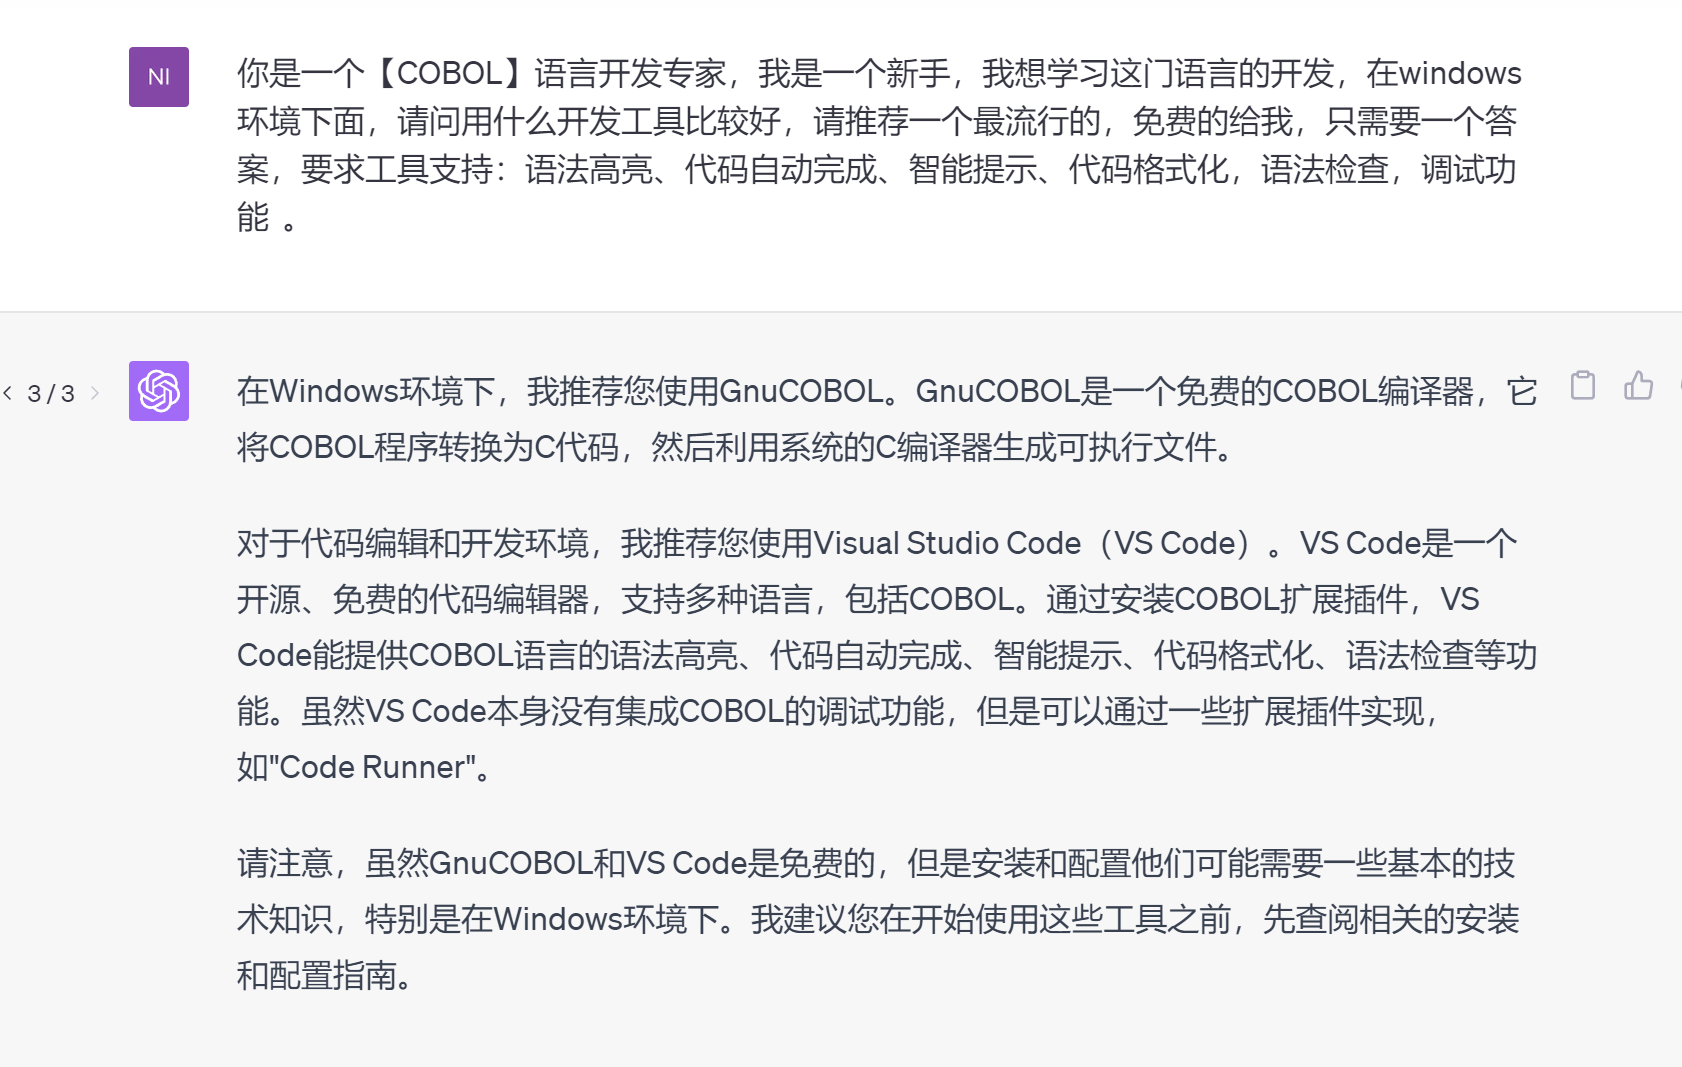 NI
你是一个【COBOL】语言开发专家，我是一个新手，我想学习这门语言的开发，在windows
环境下面，请问用什么开发工具比较好，请推荐一个最流行的，免费的给我，只需要一个答
案，要求工具支持：语法高亮、代码自动完成、智能提示、代码格式化，语法检查，调试功
能 。
3 / 3
在Windows环境下，我推荐您使用GnuCOBOL。GnuCOBOL是一个免费的COBOL编译器，它
将COBOL程序转换为C代码，然后利用系统的C编译器生成可执行文件。
对于代码编辑和开发环境，我推荐您使用Visual Studio Code（VS Code）。VS Code是一个
开源、免费的代码编辑器，支持多种语言，包括COBOL。通过安装COBOL扩展插件，VS
Code能提供COBOL语言的语法高亮、代码自动完成、智能提示、代码格式化、语法检查等功
能。虽然VS Code本身没有集成COBOL的调试功能，但是可以通过一些扩展插件实现，
如"Code Runner"。
请注意，虽然GnuCOBOL和VS Code是免费的，但是安装和配置他们可能需要一些基本的技
术知识，特别是在Windows环境下。我建议您在开始使用这些工具之前，先查阅相关的安装
和配置指南。